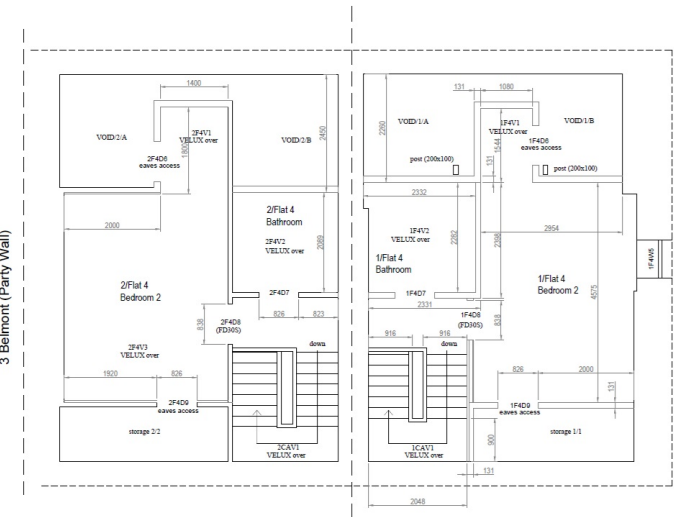 1400
131
1080
VOID/2/A
2F4V1
VELUX over
VOID/2/B
2450
2260
VOID/1/A
1F4V1
VELUX over
VOID/1/B
1800
2F4D6
eaves access
1544
1F4D6
eaves access
post (200x100)
131
post (200x100)
2332
2000
2/Flat 4
Bathroom
2F4V2
VELUX over
2089
1F4V2
VELUX over
2282
2398
2954
1/Flat 4
Bathroom
1F4W5
3 Belmont (Party Wall)
2/Flat 4
Bedroom 2
2F4D7
1F4D7
1/Flat 4
Bedroom 2
4575
838
826
823
2331
2F4D8
(FD30S)
1F4D8
(FD30S)
838
916
916
2F4V3
VELUX over
down
down
1920
826
826
2000
131
2F4D9
eaves access
1F4D9
eaves access
storage 2/2
2CAV1
VELUX over
1CAV1
VELUX over
900
storage 1/1
131
2048